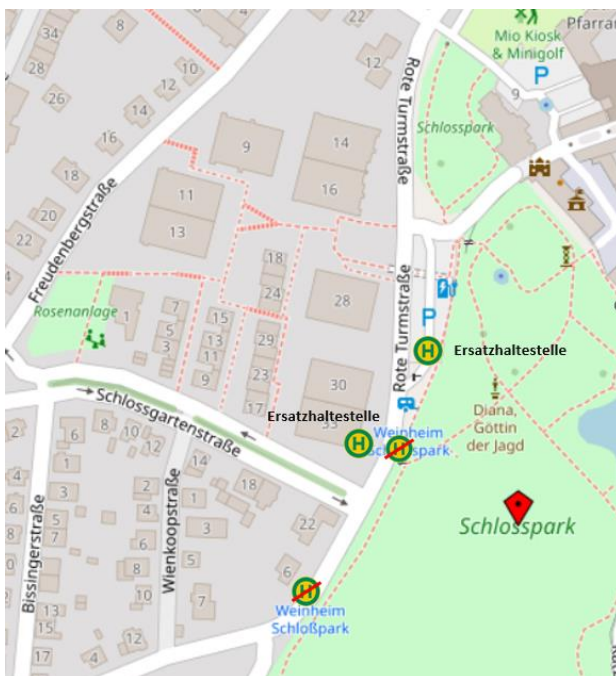 34
8
28
10
12
26
14
16
12
Mio Kiosk
& Minigolf
Pfarrar
P
9
Rote Turmstraße
Schlosspark
9
14
16
18
11
13
20
22
Freudenbergstraße
18
24
28
Rosenanlage
1
7
5
3
15
13
11
9
29
23
17
Rote Turmstraße
P
H
Ersatzhaltestelle
30
33
Ersatzhaltestelle
H
H
Weinheim
Schlosspark
Diana,
Göttin
der Jagd
Schlosspark
Schlossgartenstraße
2
6
1
8
10
12
3
2
5
7
4
6
13
15
17
8
10
12
4
2
Bissingerstraße
Wienkoopstraße
14
1
3
18
5
7
22
6
H
Weinheim
Schloßpark